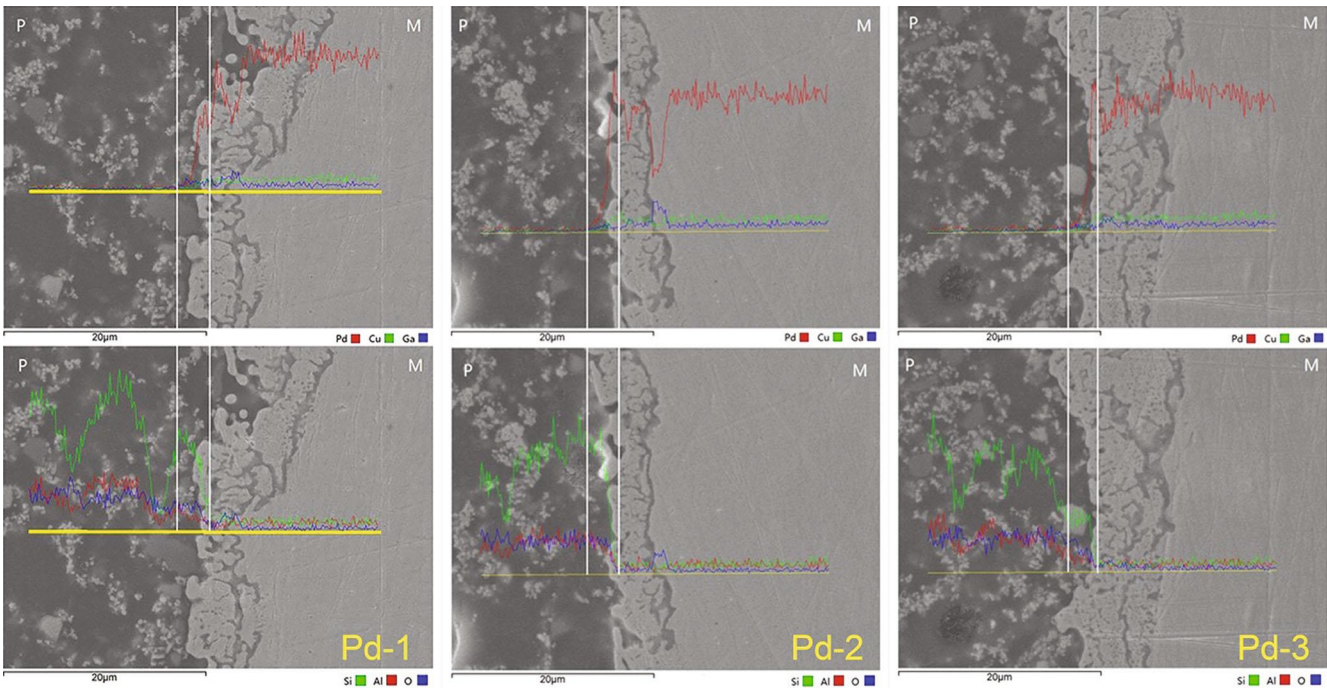 P M
20µm Pd Cu Ga
P M
20µm Pd Cu Ga
P M
20µm Pd Cu Ga
P M
Pd-1
20µm Si Al O
P M
Pd-2
20µm Si Al O
P M
Pd-3
20µm Si Al O